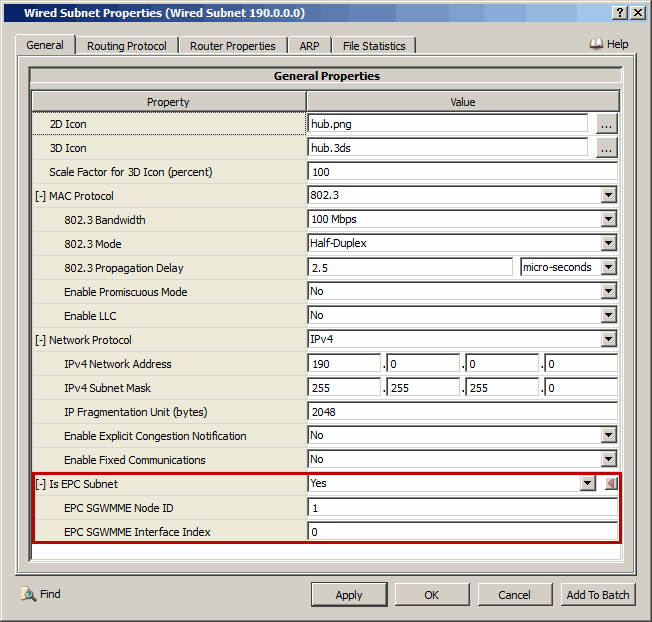 Wired Subnet Properties (Wired Subnet 190.0.0.0) ? X
General Routing Protocol Router Properties ARP File Statistics Help
General Properties
Property Value
2D Icon hub.png ...
3D Icon hub.3ds ...
Scale Factor for 3D Icon (percent) 100
[-] MAC Protocol 802.3
802.3 Bandwidth 100 Mbps
802.3 Mode Half-Duplex
802.3 Propagation Delay 2.5 micro-seconds
Enable Promiscuous Mode No
Enable LLC No
[-] Network Protocol IPv4
IPv4 Network Address 190 . 0 . 0 . 0
IPv4 Subnet Mask 255 . 255 . 255 . 0
IP Fragmentation Unit (bytes) 2048
Enable Explicit Congestion Notification No
Enable Fixed Communications No
[-] Is EPC Subnet Yes
EPC SGWMME Node ID 1
EPC SGWMME Interface Index 0
Find Apply OK Cancel Add To Batch